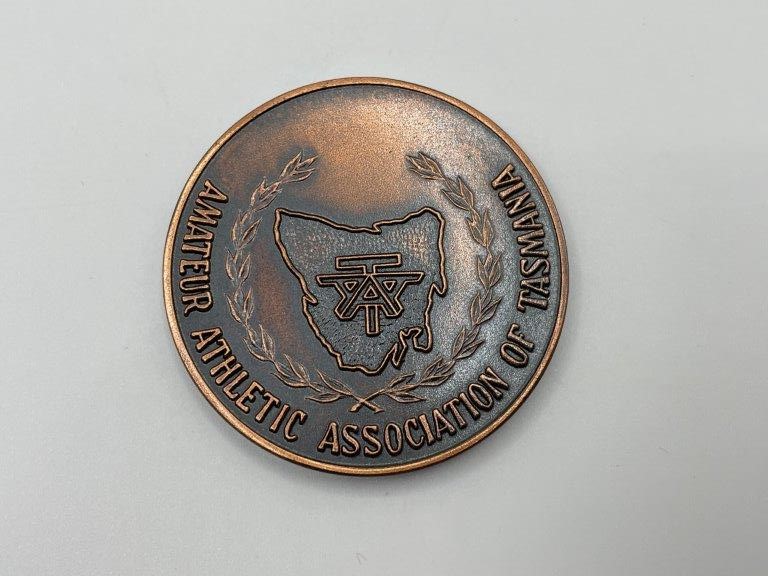 AMATEUR ATHLETIC ASSOCIATION OF TASMANIA